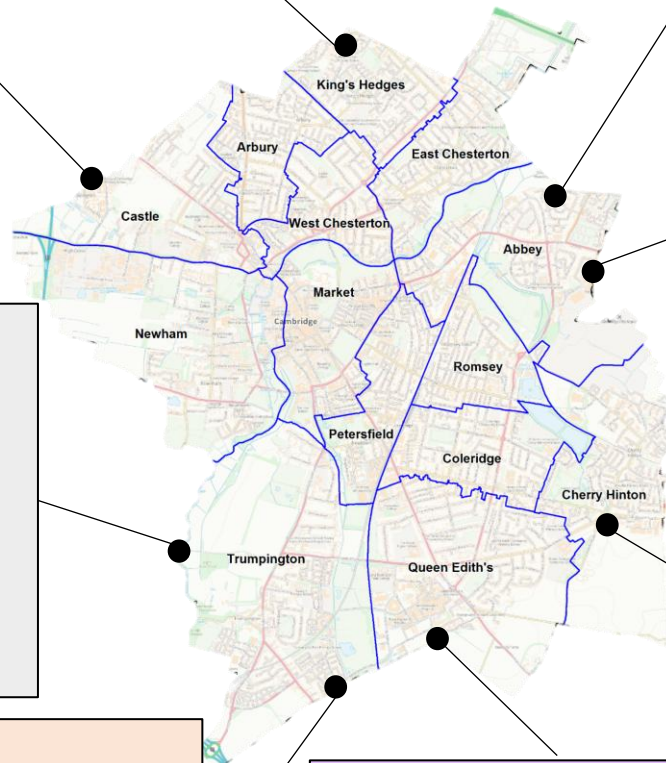 King's Hedges
Arbury
East Chesterton
Castle
West Chesterton
Abbey
Market
Cambridge
Newham
Romsey
Petersfield
Coleridge
Cherry Hinton
Trumpington
Queen Edith's